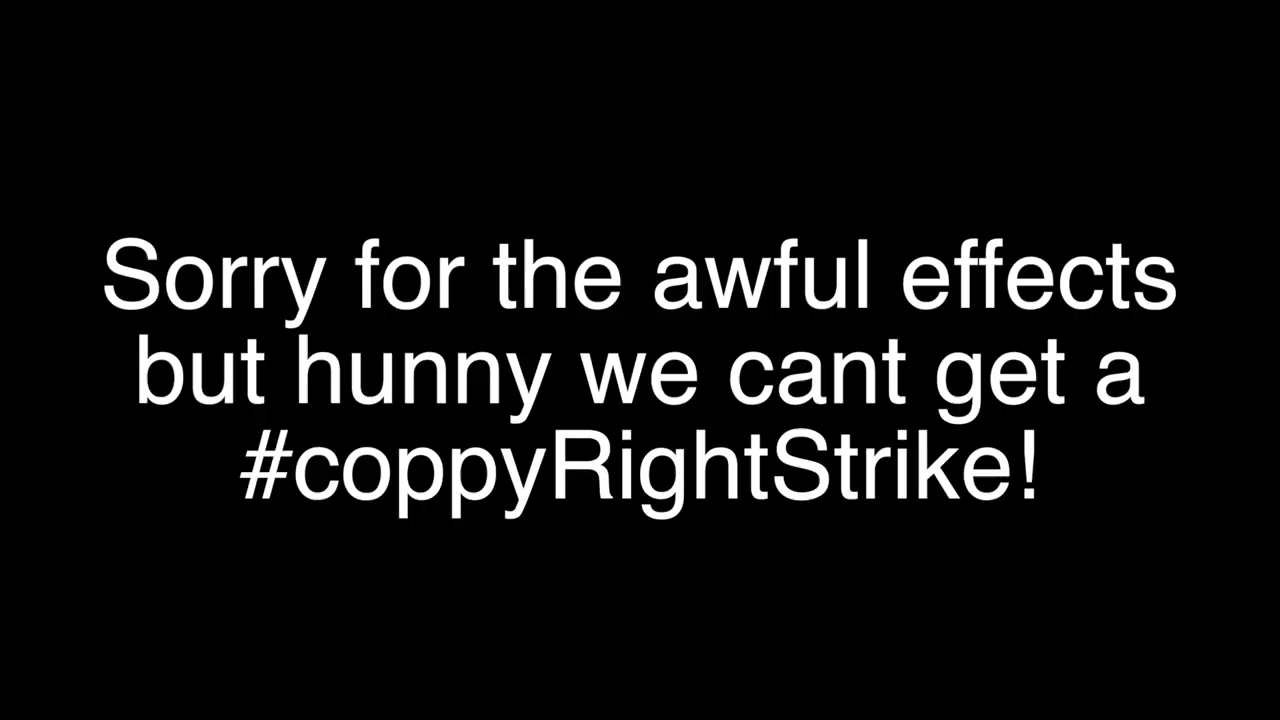 Sorry for the awful effects
but hunny we cant get a
#coppyRightStrike!